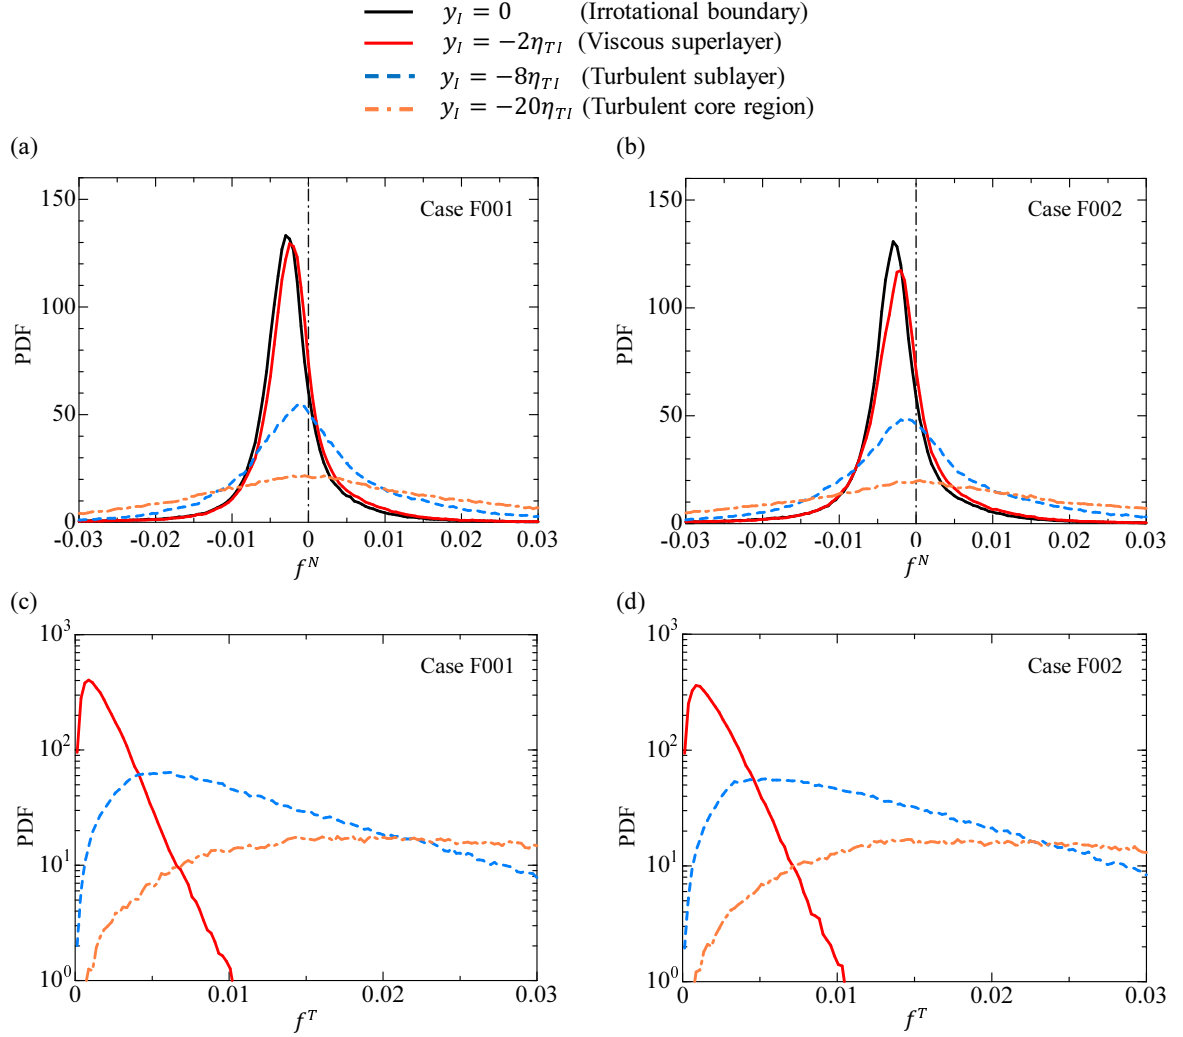 y_I = 0 (Irrotational boundary)
y_I = −2η_TI (Viscous superlayer)
y_I = −8η_TI (Turbulent sublayer)
y_I = −20η_TI (Turbulent core region)
(a)
(b)
150
100
50
0
PDF
Case F001
-0.03 -0.02 -0.01 0 0.01 0.02 0.03
f^N
150
100
50
0
PDF
Case F002
-0.03 -0.02 -0.01 0 0.01 0.02 0.03
f^N
(c)
(d)
10^3
10^2
10^1
10^0
PDF
Case F001
0 0.01 0.02 0.03
f^T
10^3
10^2
10^1
10^0
PDF
Case F002
0 0.01 0.02 0.03
f^T